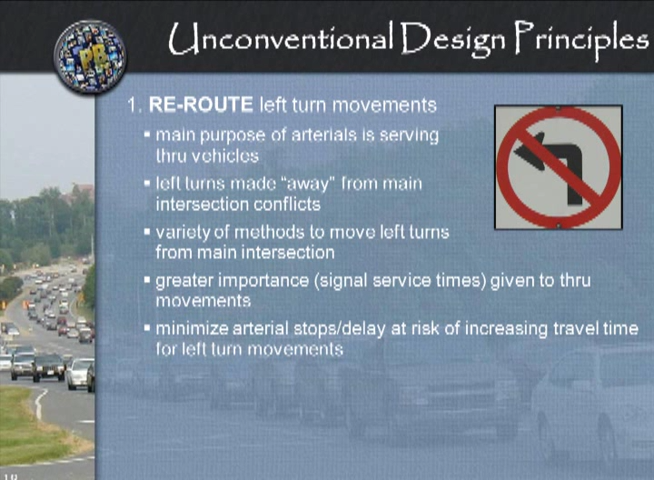 Unconventional Design Principles
PB
1. RE-ROUTE left turn movements
▪ main purpose of arterials is serving
thru vehicles
▪ left turns made "away" from main
intersection conflicts
▪ variety of methods to move left turns
from main intersection
▪ greater importance (signal service times) given to thru
movements
▪ minimize arterial stops/delay at risk of increasing travel time
for left turn movements